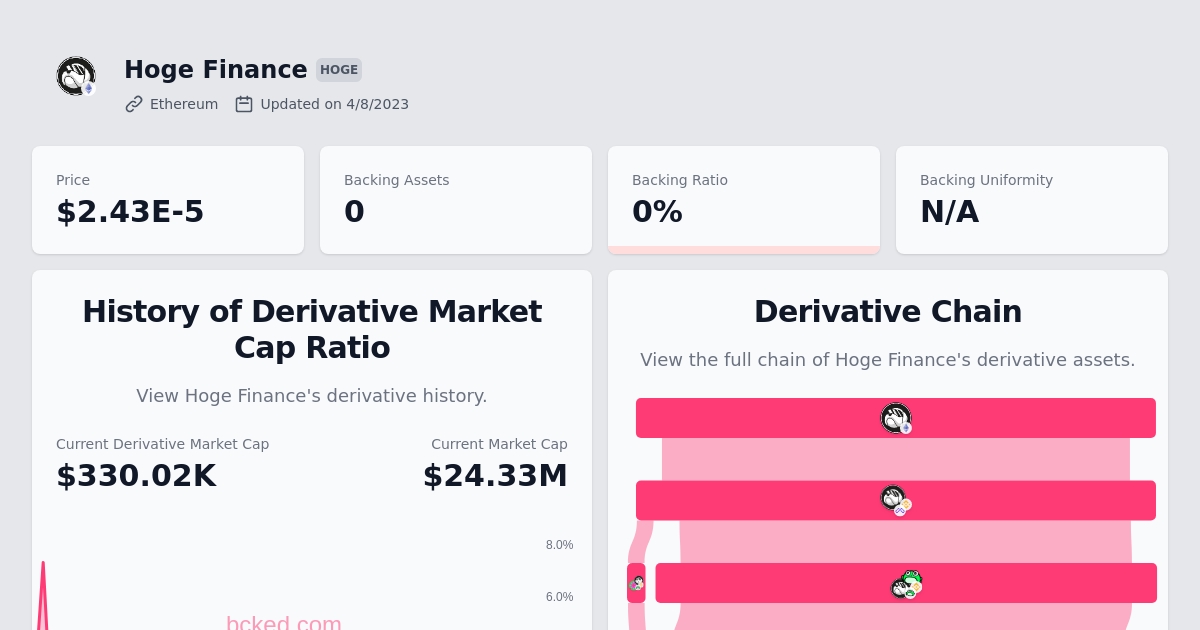 Hoge Finance HOGE
Ethereum Updated on 4/8/2023
Price
$2.43E-5
Backing Assets
0
Backing Ratio
0%
Backing Uniformity
N/A
History of Derivative Market
Cap Ratio
View Hoge Finance's derivative history.
Current Derivative Market Cap
$330.02K
Current Market Cap
$24.33M
8.0%
6.0%
bcked.com
Derivative Chain
View the full chain of Hoge Finance's derivative assets.